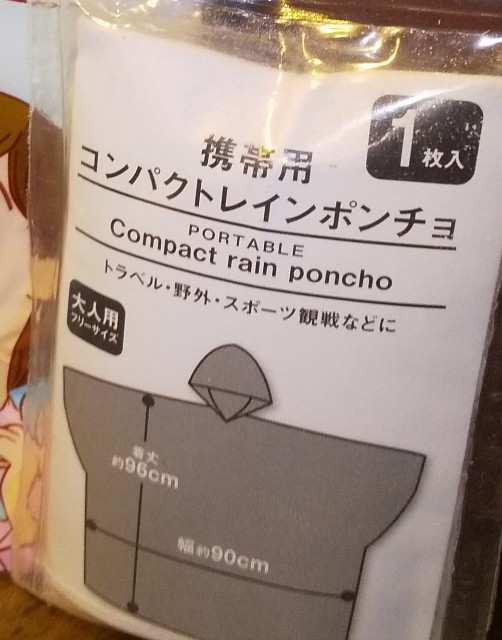 1枚入
携帯用
コンパクトレインポンチョ
PORTABLE
Compact rain poncho
トラベル・野外・スポーツ観戦などに
大人用
フリーサイズ
着丈
約96cm
幅約90cm